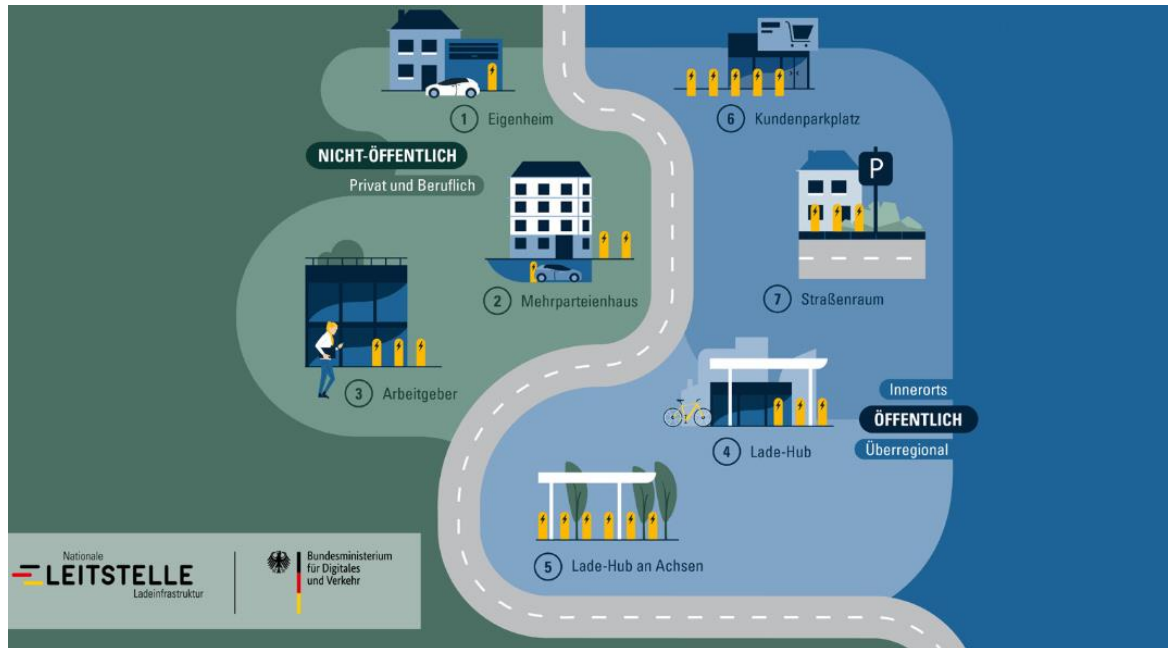 1 Eigenheim
NICHT-ÖFFENTLICH
Privat und Beruflich
2 Mehrparteienhaus
3 Arbeitgeber
6 Kundenparkplatz
P
7 Straßenraum
4 Lade-Hub
Innerorts
ÖFFENTLICH
Überregional
5 Lade-Hub an Achsen
Nationale
LEITSTELLE
Ladeinfrastruktur
Bundesministerium
für Digitales
und Verkehr